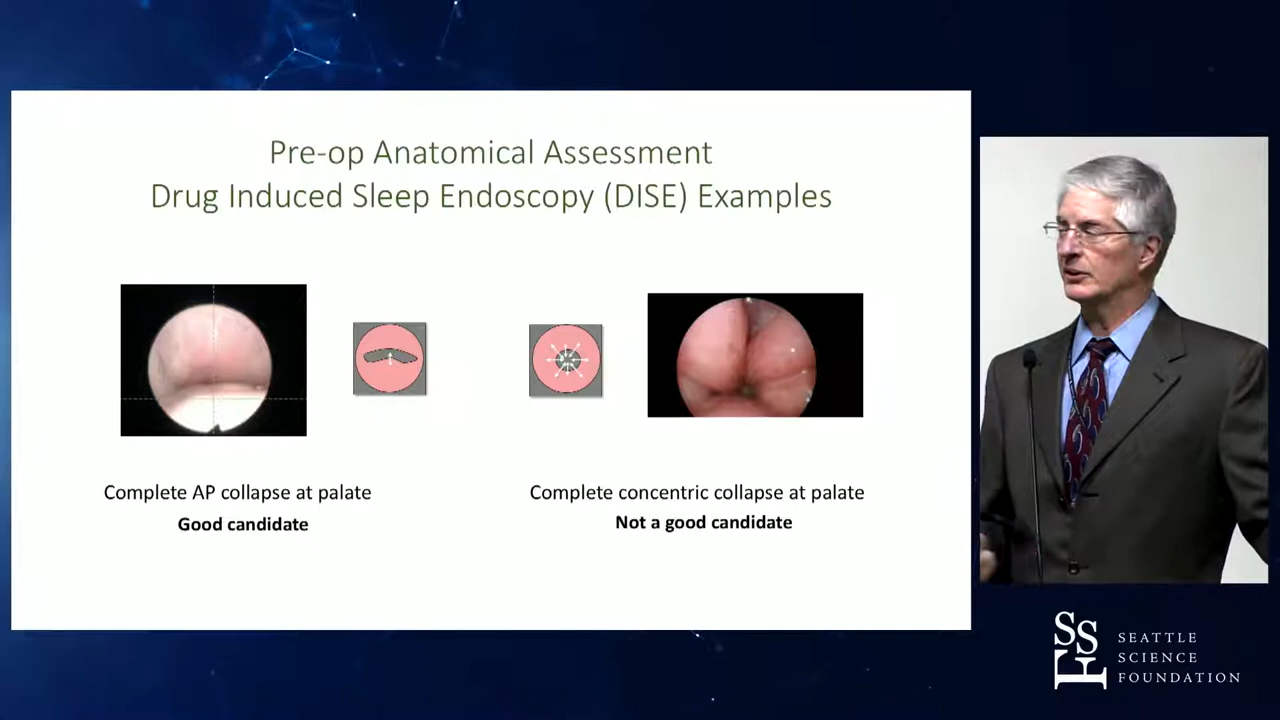 Pre-op Anatomical Assessment
Drug Induced Sleep Endoscopy (DISE) Examples
Complete AP collapse at palate
Good candidate
Complete concentric collapse at palate
Not a good candidate
SSF
SEATTLE
SCIENCE
FOUNDATION